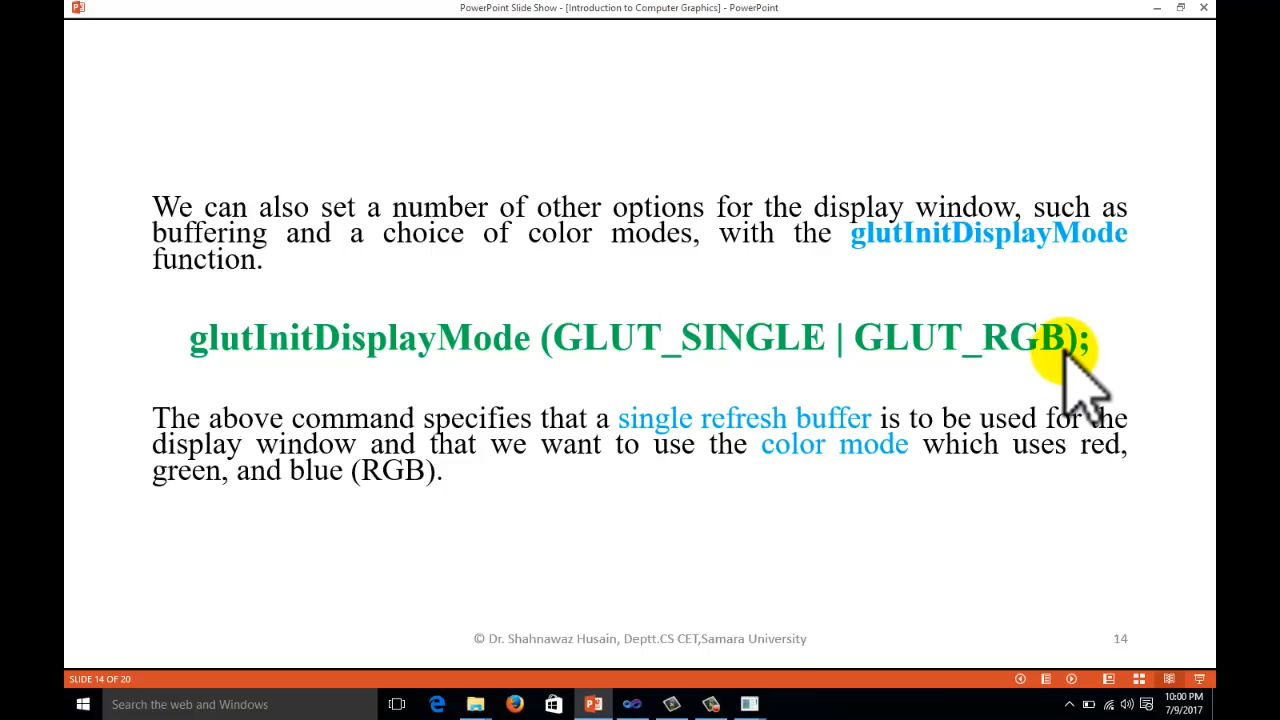 PowerPoint Slide Show - [Introduction to Computer Graphics] - PowerPoint
We can also set a number of other options for the display window, such as
buffering and a choice of color modes, with the glutInitDisplayMode
function.
glutInitDisplayMode (GLUT_SINGLE | GLUT_RGB);
The above command specifies that a single refresh buffer is to be used for the
display window and that we want to use the color mode which uses red,
green, and blue (RGB).
© Dr. Shahnawaz Husain, Deptt.CS CET,Samara University
14
SLIDE 14 OF 20
Search the web and Windows
10:00 PM
7/9/2017